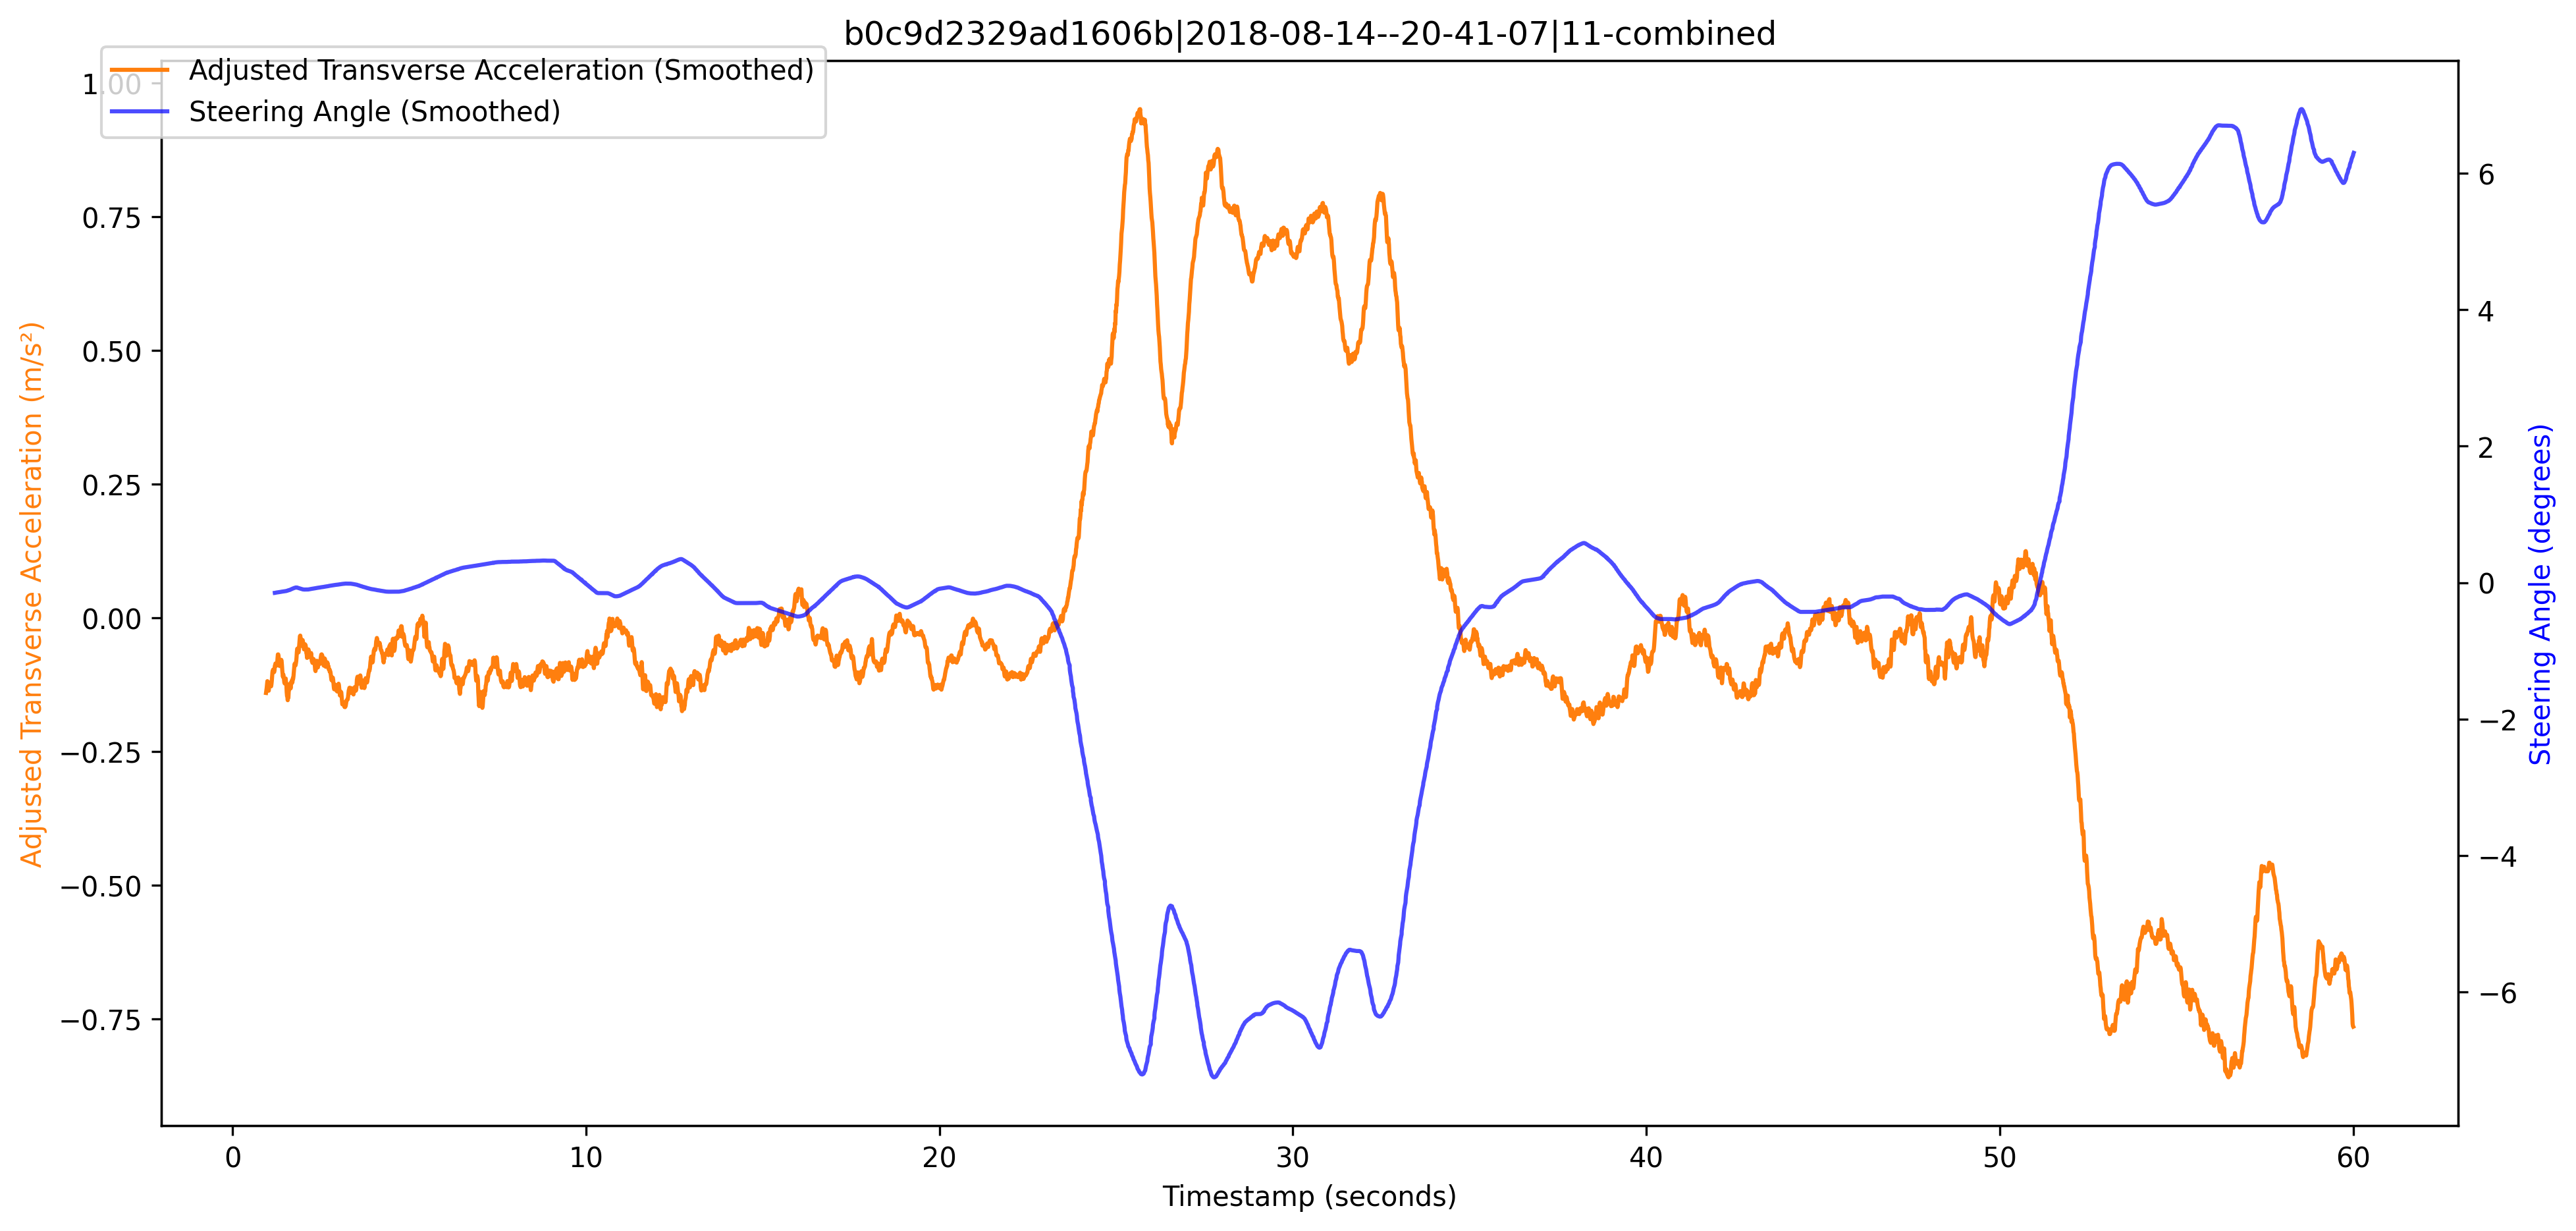 b0c9d2329ad1606b|2018-08-14--20-41-07|11-combined
Adjusted Transverse Acceleration (Smoothed)
Steering Angle (Smoothed)
Adjusted Transverse Acceleration (m/s²)
1.00
0.75
0.50
0.25
0.00
−0.25
−0.50
−0.75
6
4
2
0
−2
−4
−6
Steering Angle (degrees)
0 10 20 30 40 50 60
Timestamp (seconds)